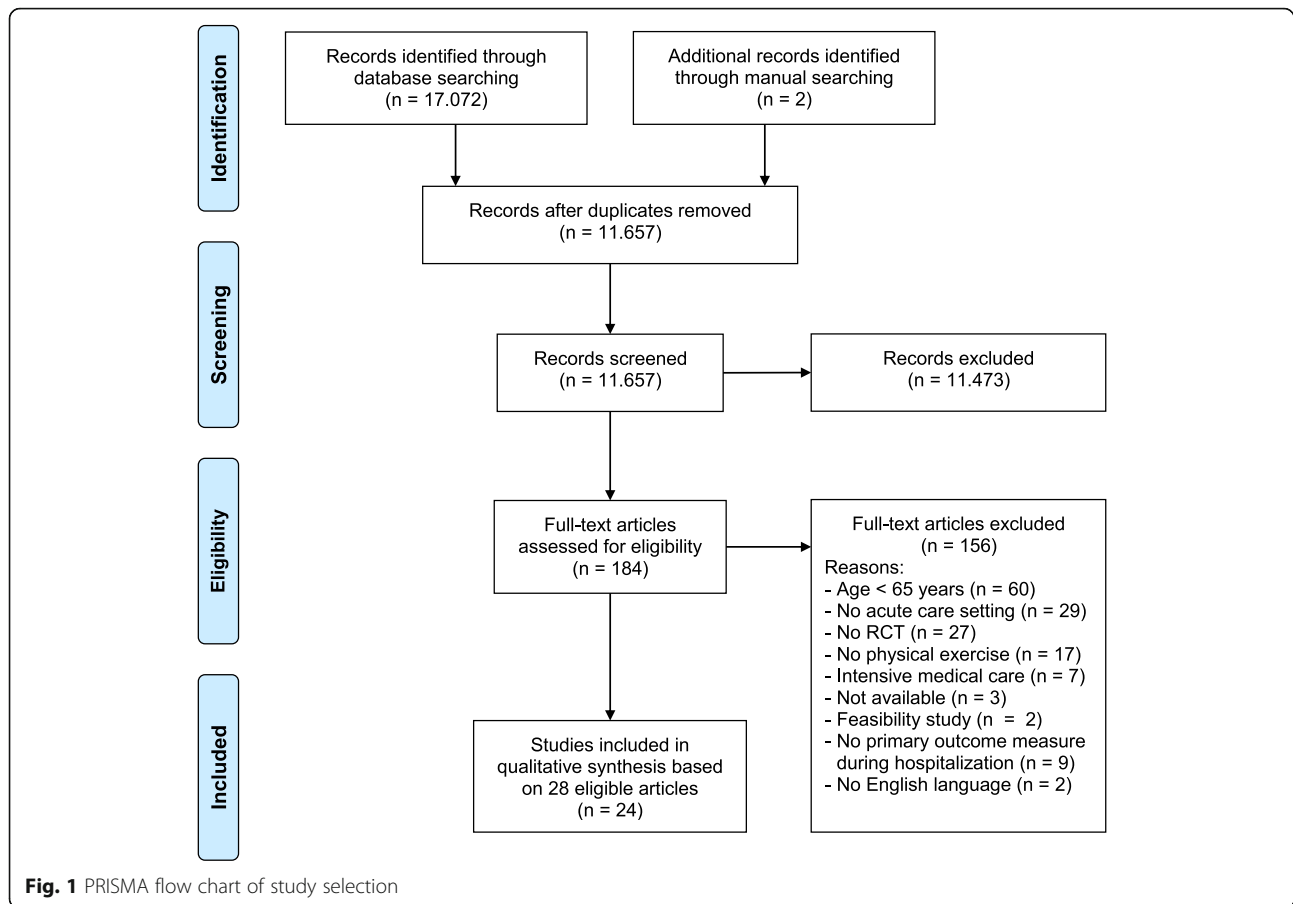 Identification
Records identified through
database searching
(n = 17.072)
Additional records identified
through manual searching
(n = 2)
Records after duplicates removed
(n = 11.657)
Screening
Records screened
(n = 11.657)
Records excluded
(n = 11.473)
Eligibility
Full-text articles
assessed for eligibility
(n = 184)
Full-text articles excluded
(n = 156)
Reasons:
- Age < 65 years (n = 60)
- No acute care setting (n = 29)
- No RCT (n = 27)
- No physical exercise (n = 17)
- Intensive medical care (n = 7)
- Not available (n = 3)
- Feasibility study (n = 2)
- No primary outcome measure
during hospitalization (n = 9)
- No English language (n = 2)
Included
Studies included in
qualitative synthesis based
on 28 eligible articles
(n = 24)
Fig. 1 PRISMA flow chart of study selection